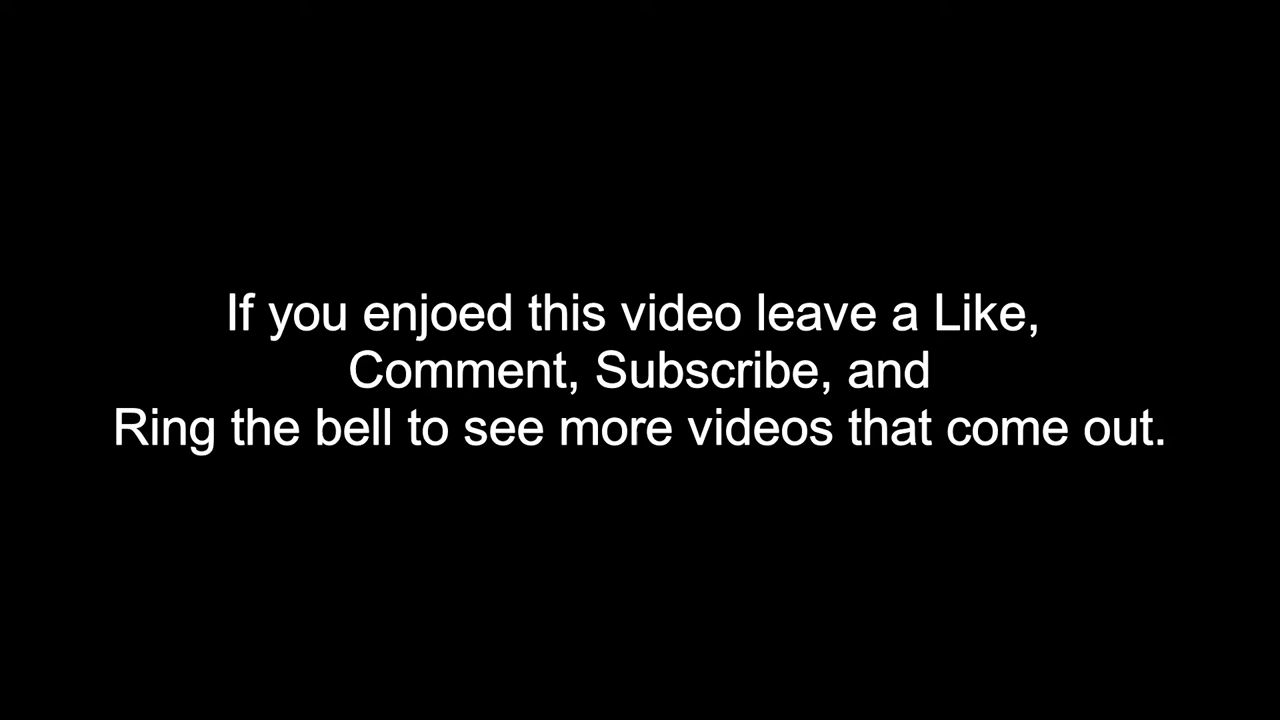 If you enjoed this video leave a Like,
Comment, Subscribe, and
Ring the bell to see more videos that come out.